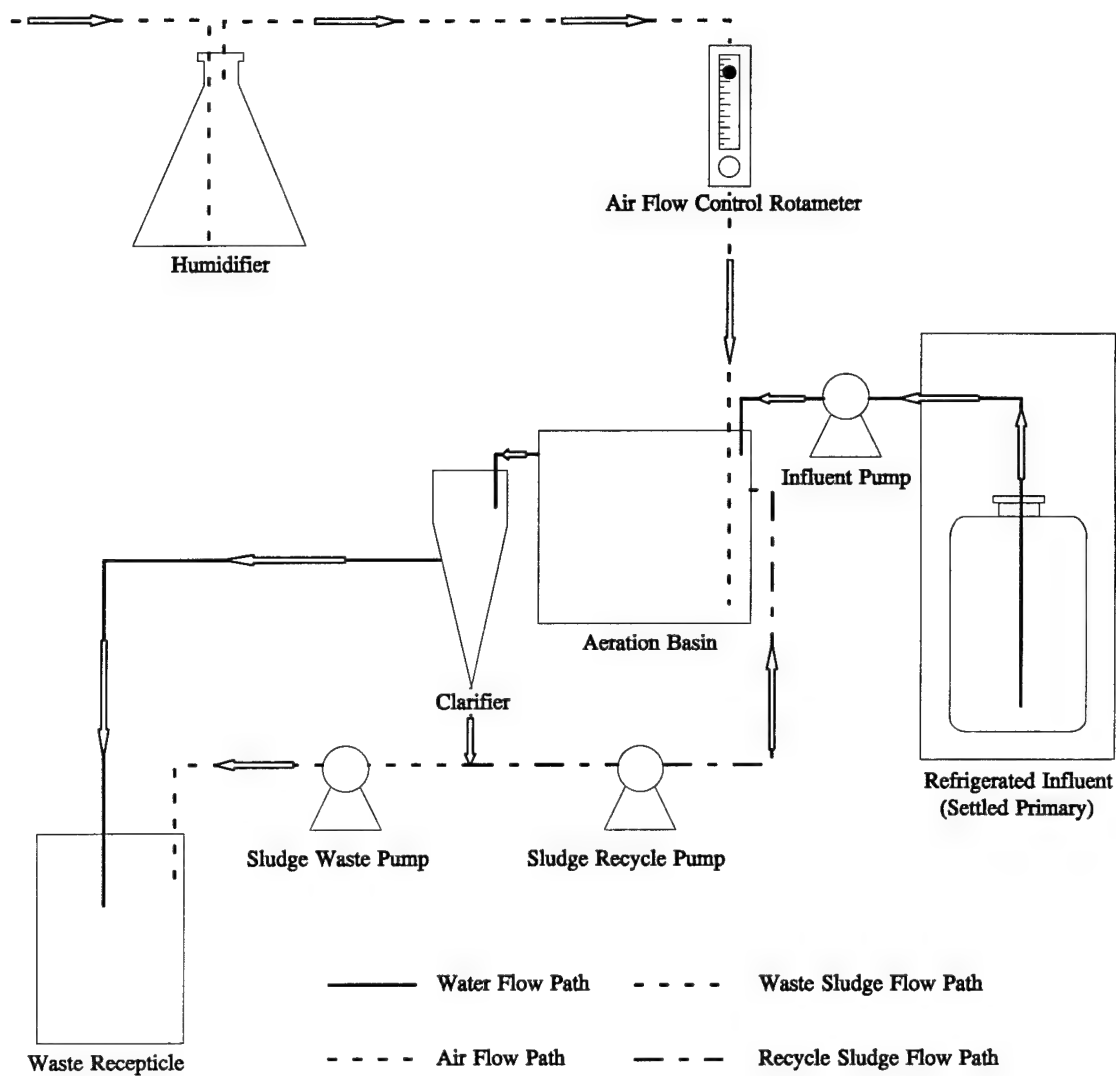 Air Flow Control Rotameter
Humidifier
Influent Pump
Aeration Basin
Clarifier
Refrigerated Influent
(Settled Primary)
Sludge Waste Pump
Sludge Recycle Pump
Water Flow Path
Waste Sludge Flow Path
Waste Recepticle
Air Flow Path
Recycle Sludge Flow Path